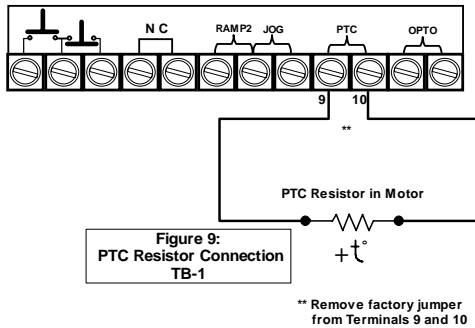 N C
RAMP2 JOG PTC OPTO
9 10
**
PTC Resistor in Motor
+t°
Figure 9:
PTC Resistor Connection
TB-1
** Remove factory jumper
from Terminals 9 and 10